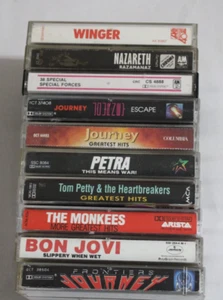 WINGER
NAZARETH
RAZAMANAZ
38 SPECIAL
SPECIAL FORCES
JOURNEY
ESCAPE
Journey
GREATEST HITS
COLUMBIA
PETRA
THIS MEANS WAR!
Tom Petty & the Heartbreakers
GREATEST HITS
MCA
THE MONKEES
MORE GREATEST HITS
ARISTA
BON JOVI
SLIPPERY WHEN WET
FRONTIERS
JOURNEY